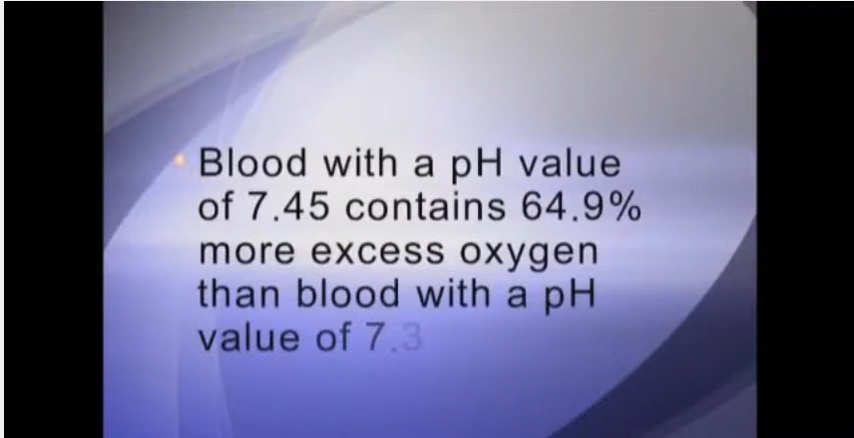 Blood with a pH value
of 7.45 contains 64.9%
more excess oxygen
than blood with a pH
value of 7.3